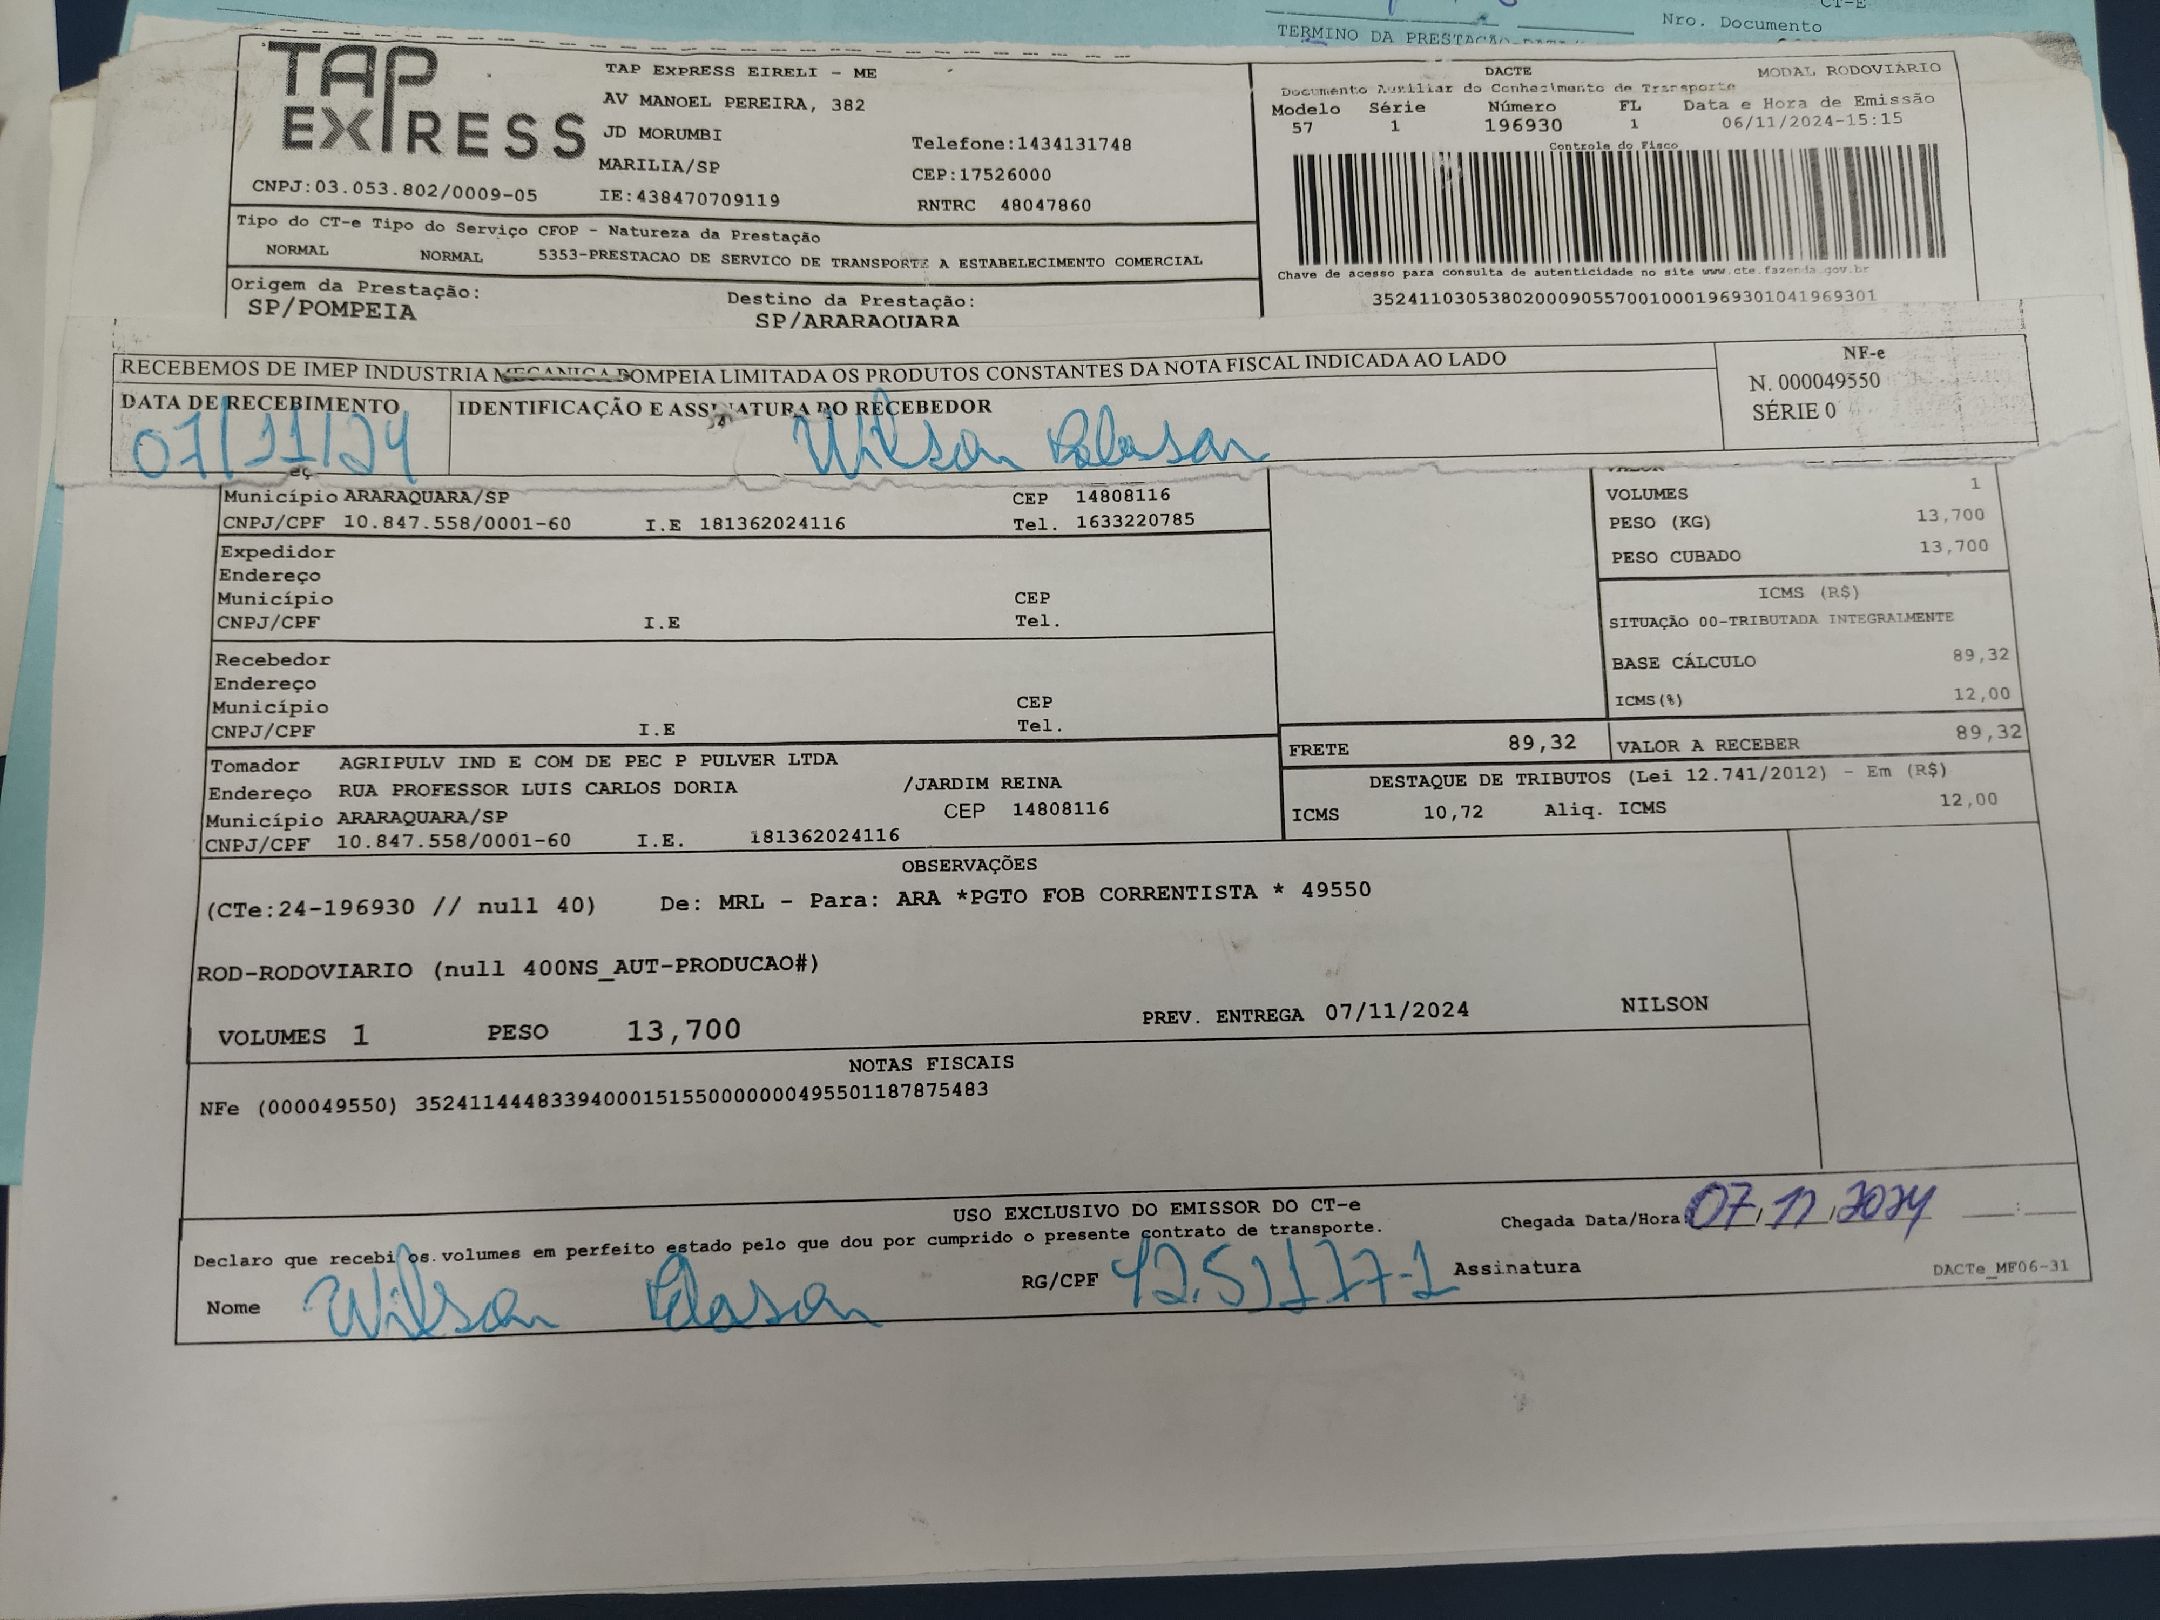 CT-E
Nro. Documento
TERMINO DA PRESTAÇÃO
TAP EXPRESS
TAP EXPRESS EIRELI - ME
AV MANOEL PEREIRA, 382
JD MORUMBI
MARILIA/SP
CNPJ:03.053.802/0009-05
IE:438470709119
Telefone:1434131748
CEP:17526000
RNTRC 48047860
DACTE
MODAL RODOVIÁRIO
Documento Auxiliar do Conhecimento de Transporte
Modelo Série Número FL Data e Hora de Emissão
57 1 196930 1 06/11/2024-15:15
Controle do Fisco
Chave de acesso para consulta de autenticidade no site www.cte.fazenda.gov.br
35241103053802000905570010001969301041969301
Tipo do CT-e Tipo do Serviço CFOP - Natureza da Prestação
NORMAL NORMAL 5353-PRESTACAO DE SERVICO DE TRANSPORTE A ESTABELECIMENTO COMERCIAL
Origem da Prestação:
SP/POMPEIA
Destino da Prestação:
SP/ARARAQUARA
RECEBEMOS DE IMEP INDUSTRIA MECANICA POMPEIA LIMITADA OS PRODUTOS CONSTANTES DA NOTA FISCAL INDICADA AO LADO
NF-e
N. 000049550
SÉRIE 0
DATA DE RECEBIMENTO
07/11/24
IDENTIFICAÇÃO E ASSINATURA DO RECEBEDOR
Wilson
Município ARARAQUARA/SP CEP 14808116
CNPJ/CPF 10.847.558/0001-60 I.E 181362024116 Tel. 1633220785
Expedidor
Endereço
Município CEP
CNPJ/CPF I.E Tel.
Recebedor
Endereço
Município CEP
CNPJ/CPF I.E Tel.
VOLUMES 1
PESO (KG) 13,700
PESO CUBADO 13,700
ICMS (R$)
SITUAÇÃO 00-TRIBUTADA INTEGRALMENTE
BASE CÁLCULO 89,32
ICMS(%) 12,00
FRETE 89,32 VALOR A RECEBER 89,32
Tomador AGRIPULV IND E COM DE PEC P PULVER LTDA
Endereço RUA PROFESSOR LUIS CARLOS DORIA /JARDIM REINA
Município ARARAQUARA/SP CEP 14808116
CNPJ/CPF 10.847.558/0001-60 I.E. 181362024116
DESTAQUE DE TRIBUTOS (Lei 12.741/2012) - Em (R$)
ICMS 10,72 Aliq. ICMS 12,00
OBSERVAÇÕES
(CTe:24-196930 // null 40) De: MRL - Para: ARA *PGTO FOB CORRENTISTA * 49550
ROD-RODOVIARIO (null 400NS_AUT-PRODUCAO#)
VOLUMES 1 PESO 13,700 PREV. ENTREGA 07/11/2024 NILSON
NOTAS FISCAIS
NFe (000049550) 35241144483394000151550000000495501187875483
USO EXCLUSIVO DO EMISSOR DO CT-e
Declaro que recebi os volumes em perfeito estado pelo que dou por cumprido o presente contrato de transporte.
Chegada Data/Hora: 07/11/2024 __:__
Nome Wilson RG/CPF 42.511177-1 Assinatura
DACTe_MF06-31